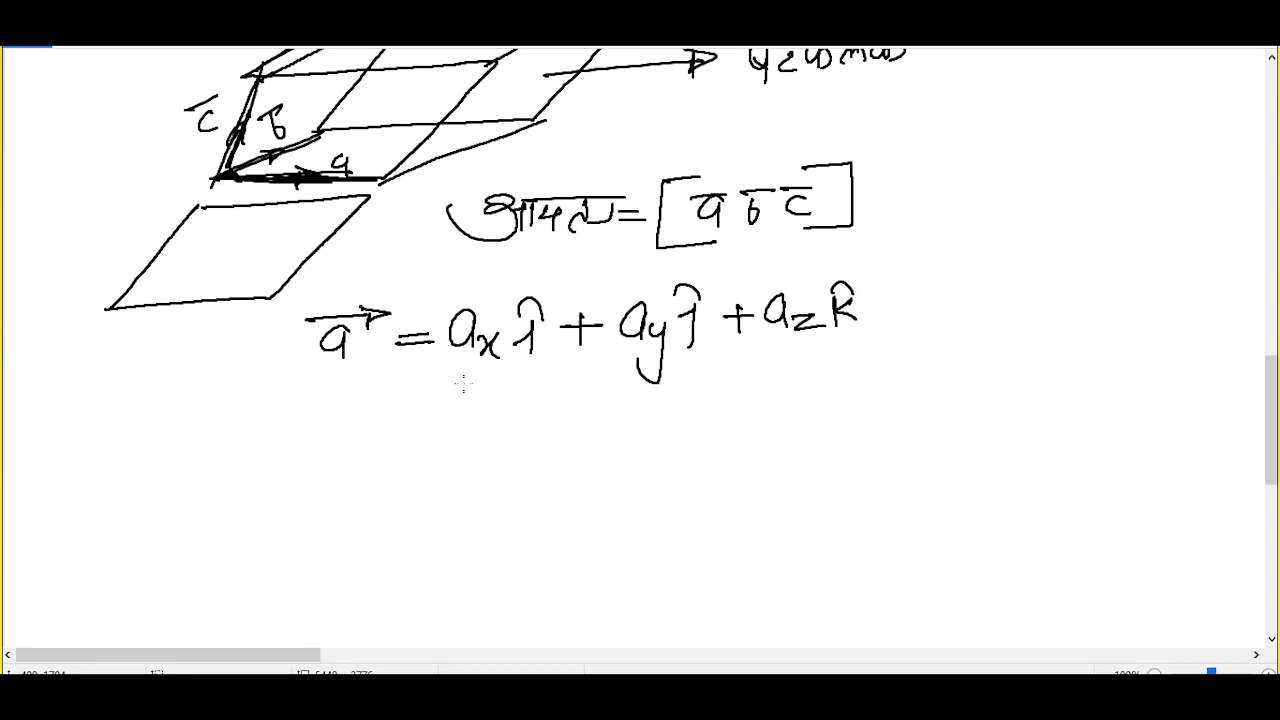 c̅ b̅
a
आयतन = [a̅ b̅ c̅]
a⃗ = aₓ î + a_y ĵ + a_z k̂